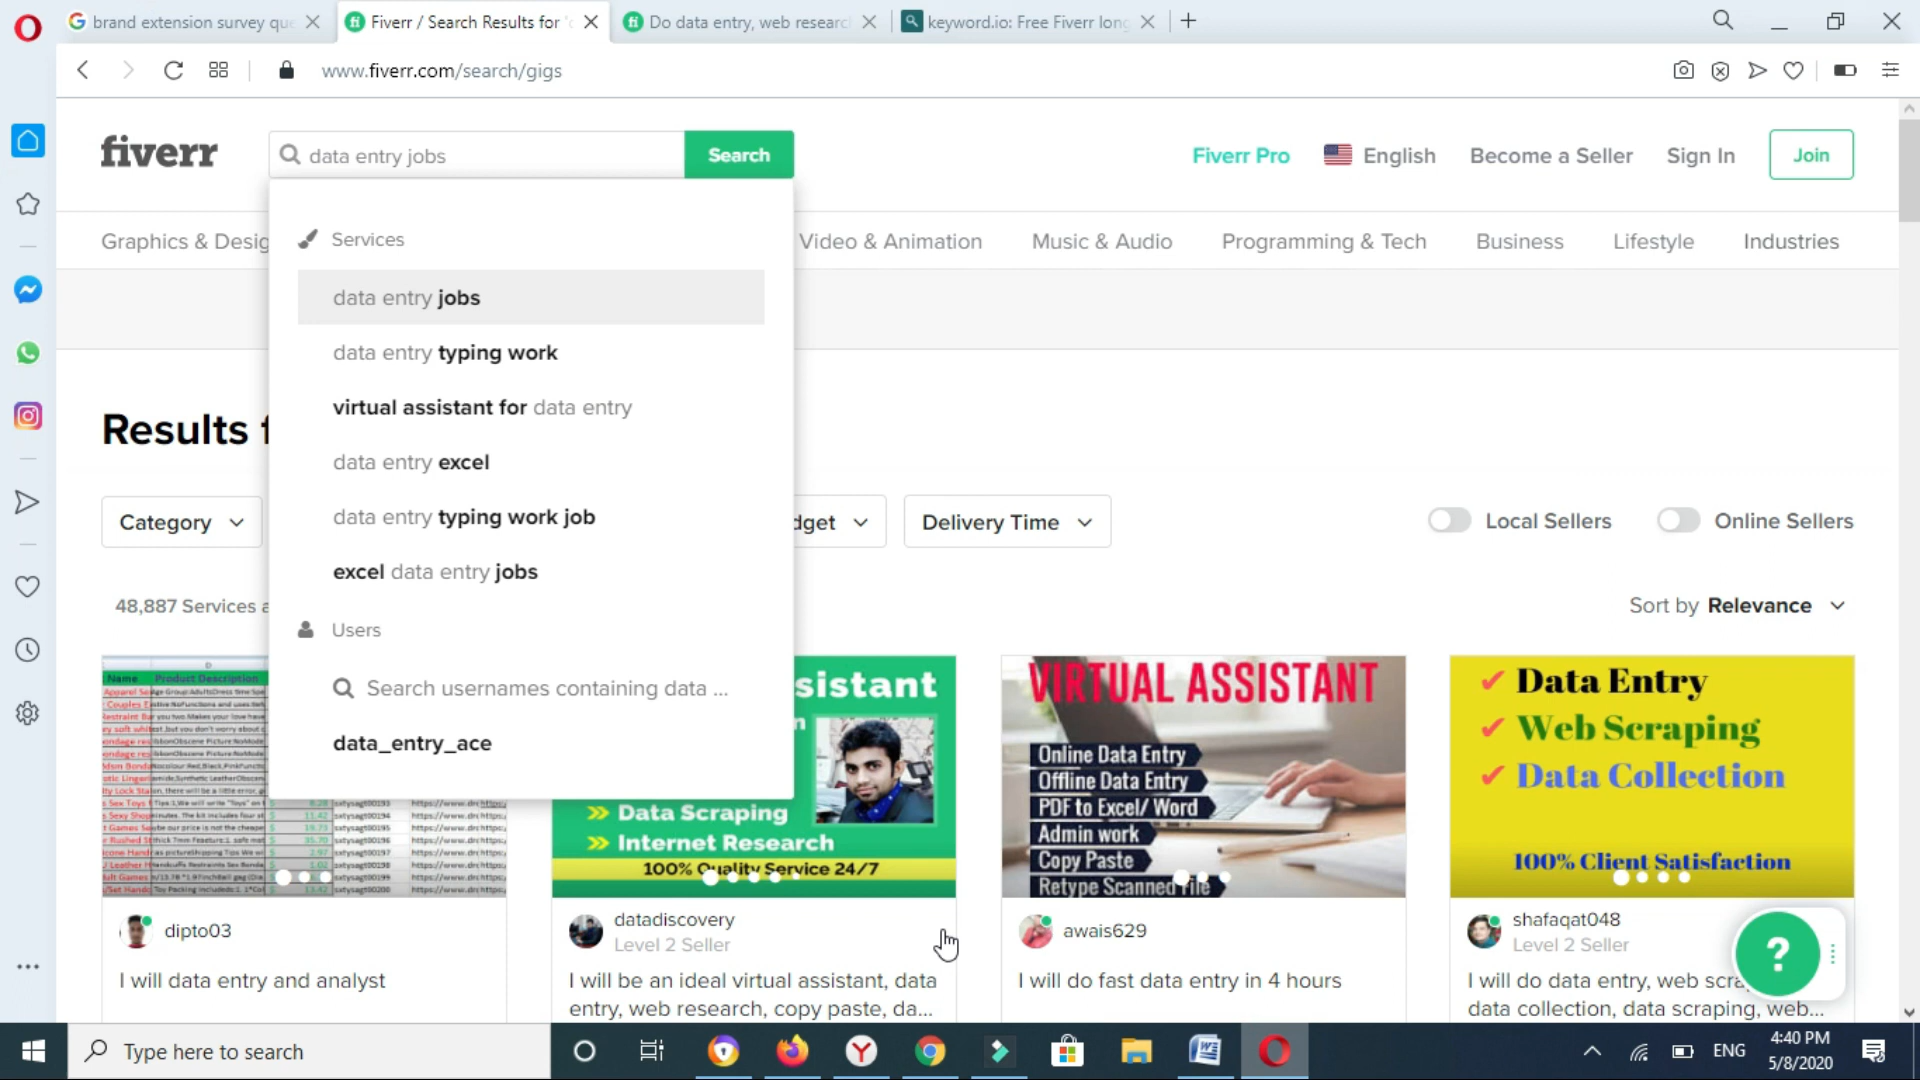 brand extension survey que
Fiverr / Search Results for 'd
Do data entry, web research
keyword.io: Free Fiverr long
www.fiverr.com/search/gigs
fiverr
data entry jobs
Search
Fiverr Pro
English
Become a Seller
Sign In
Join
Graphics & Desig
Video & Animation
Music & Audio
Programming & Tech
Business
Lifestyle
Industries
Services
data entry jobs
data entry typing work
virtual assistant for data entry
data entry excel
data entry typing work job
excel data entry jobs
Users
Search usernames containing data ...
data_entry_ace
Results f
Category
dget
Delivery Time
Local Sellers
Online Sellers
48,887 Services a
Sort by Relevance
Name Product Description
sistant
n
Data Scraping
Internet Research
100% Quality Service 24/7
VIRTUAL ASSISTANT
Online Data Entry
Offline Data Entry
PDF to Excel/ Word
Admin work
Copy Paste
Retype Scanned File
Data Entry
Web Scraping
Data Collection
100% Client Satisfaction
dipto03
I will data entry and analyst
datadiscovery
Level 2 Seller
I will be an ideal virtual assistant, data
entry, web research, copy paste, da...
awais629
I will do fast data entry in 4 hours
shafaqat048
Level 2 Seller
I will do data entry, web scra
data collection, data scraping, web...
?
Type here to search
ENG
4:40 PM
5/8/2020